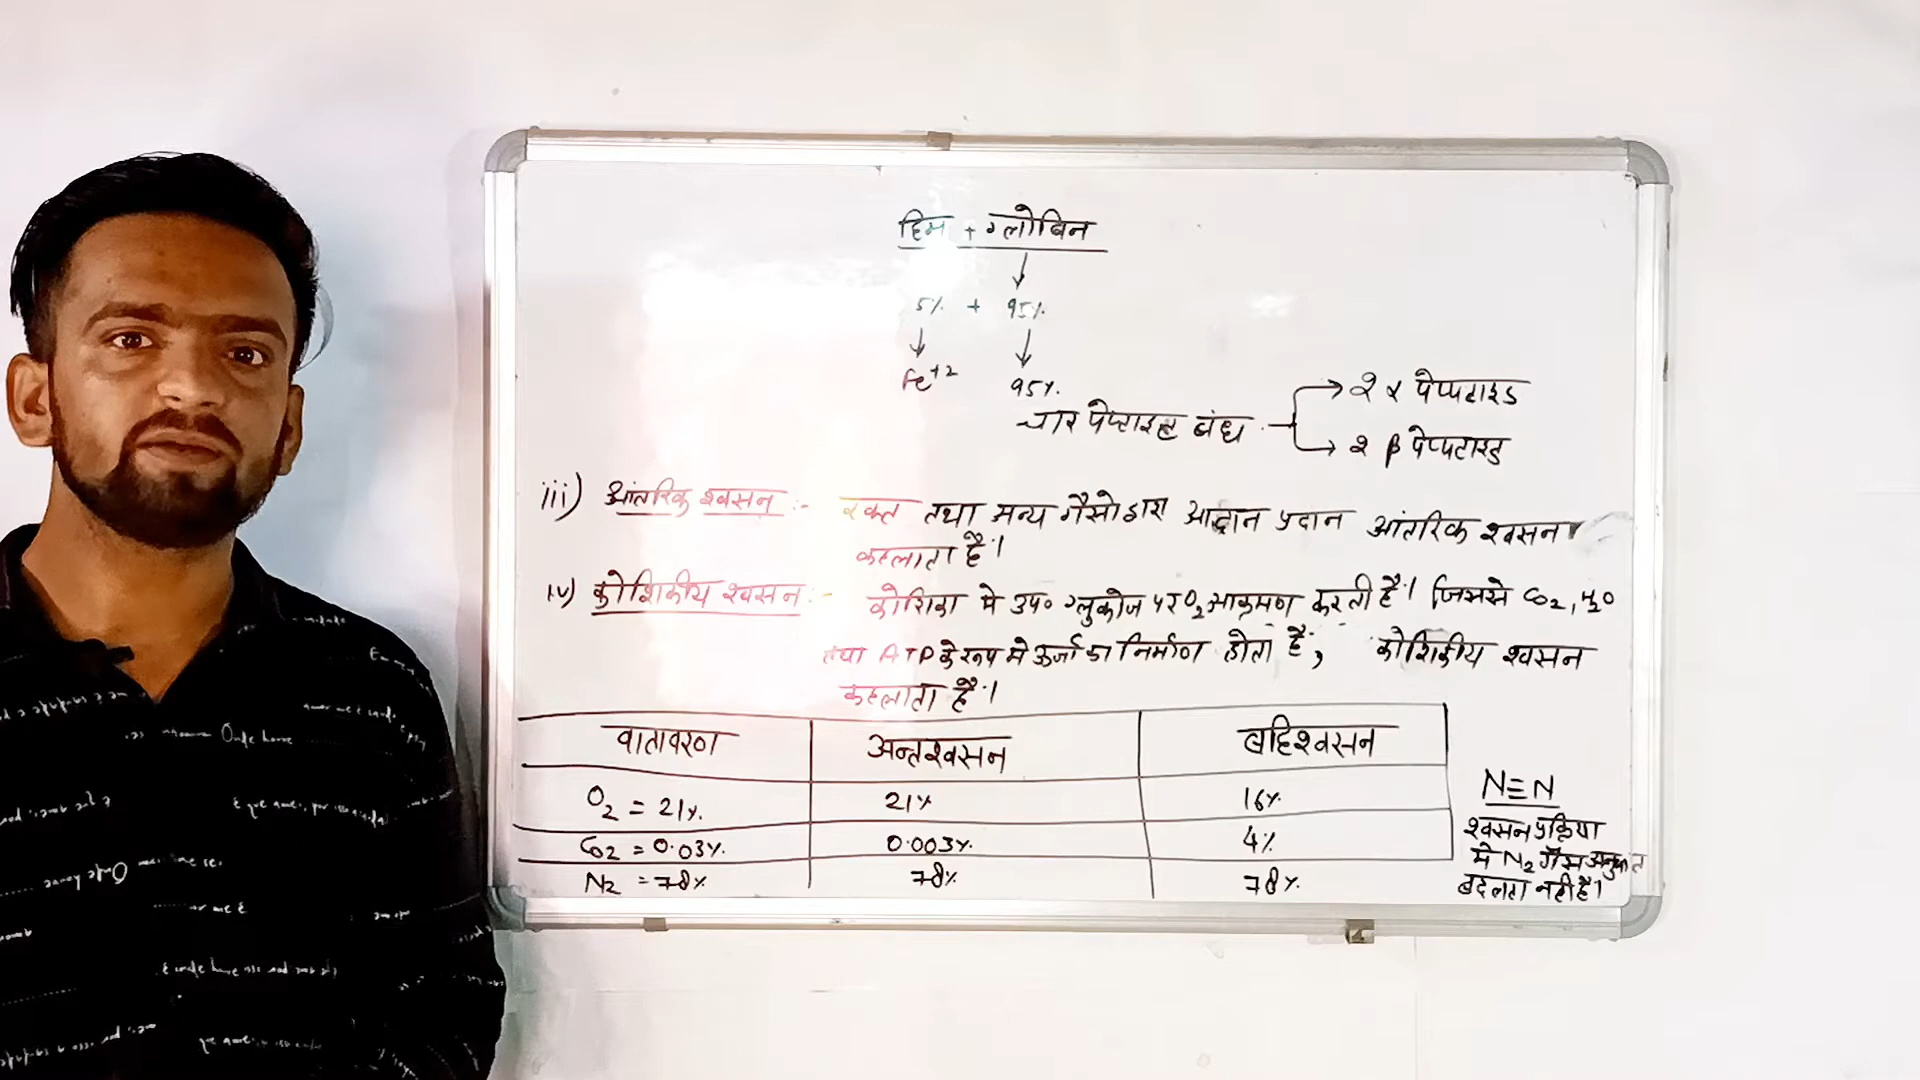 हिम + ग्लोबिन
5% + 95%
Fe+2 95%
चार पेप्टाइड बंध
2 α पेप्पटाइड
2 β पेप्पटाइड
iii) आंतरिक श्वसन :- रक्त तथा मन्य गैसो द्वारा आद्वान प्रदान आंतरिक श्वसन
कहलाता है।
iv) कोशिकीय श्वसन :- कोशिका मे उप० ग्लुकोज पर O2 आक्रमण करती है। जिससे CO2, H2O
तथा ATP के रूप मे ऊर्जा का निर्माण होता है, कोशिकीय श्वसन
कहलाता है।
वातावरण अन्तश्वसन बहिश्वसन
O2 = 21% 21% 16%
CO2 = 0.03% 0.003% 4%
N2 = 78% 78% 78%
N≡N
श्वसन प्रक्रिया
मे N2 गैस अनुपात
बदलता नही है।